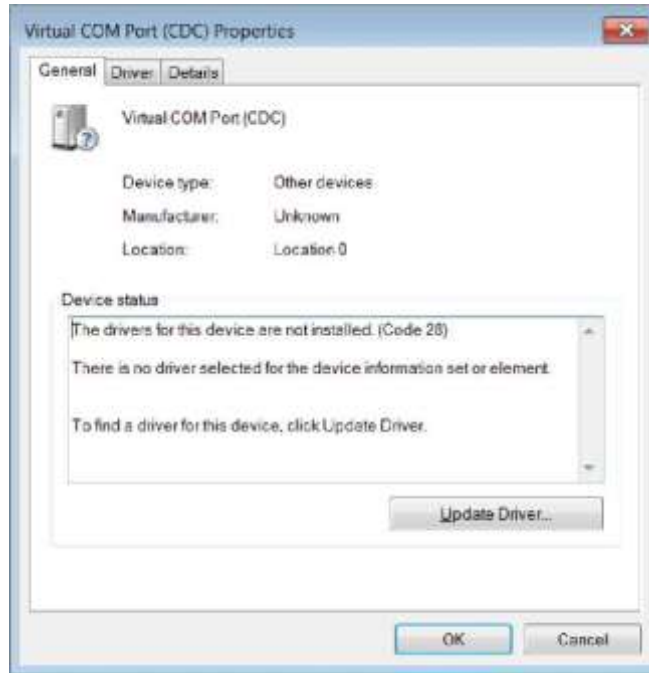 Virtual COM Port (CDC) Properties
General Driver Details
Virtual COM Port (CDC)
Device type: Other devices
Manufacturer: Unknown
Location: Location 0
Device status
The drivers for this device are not installed. (Code 28)
There is no driver selected for the device information set or element.
To find a driver for this device, click Update Driver.
Update Driver...
OK Cancel